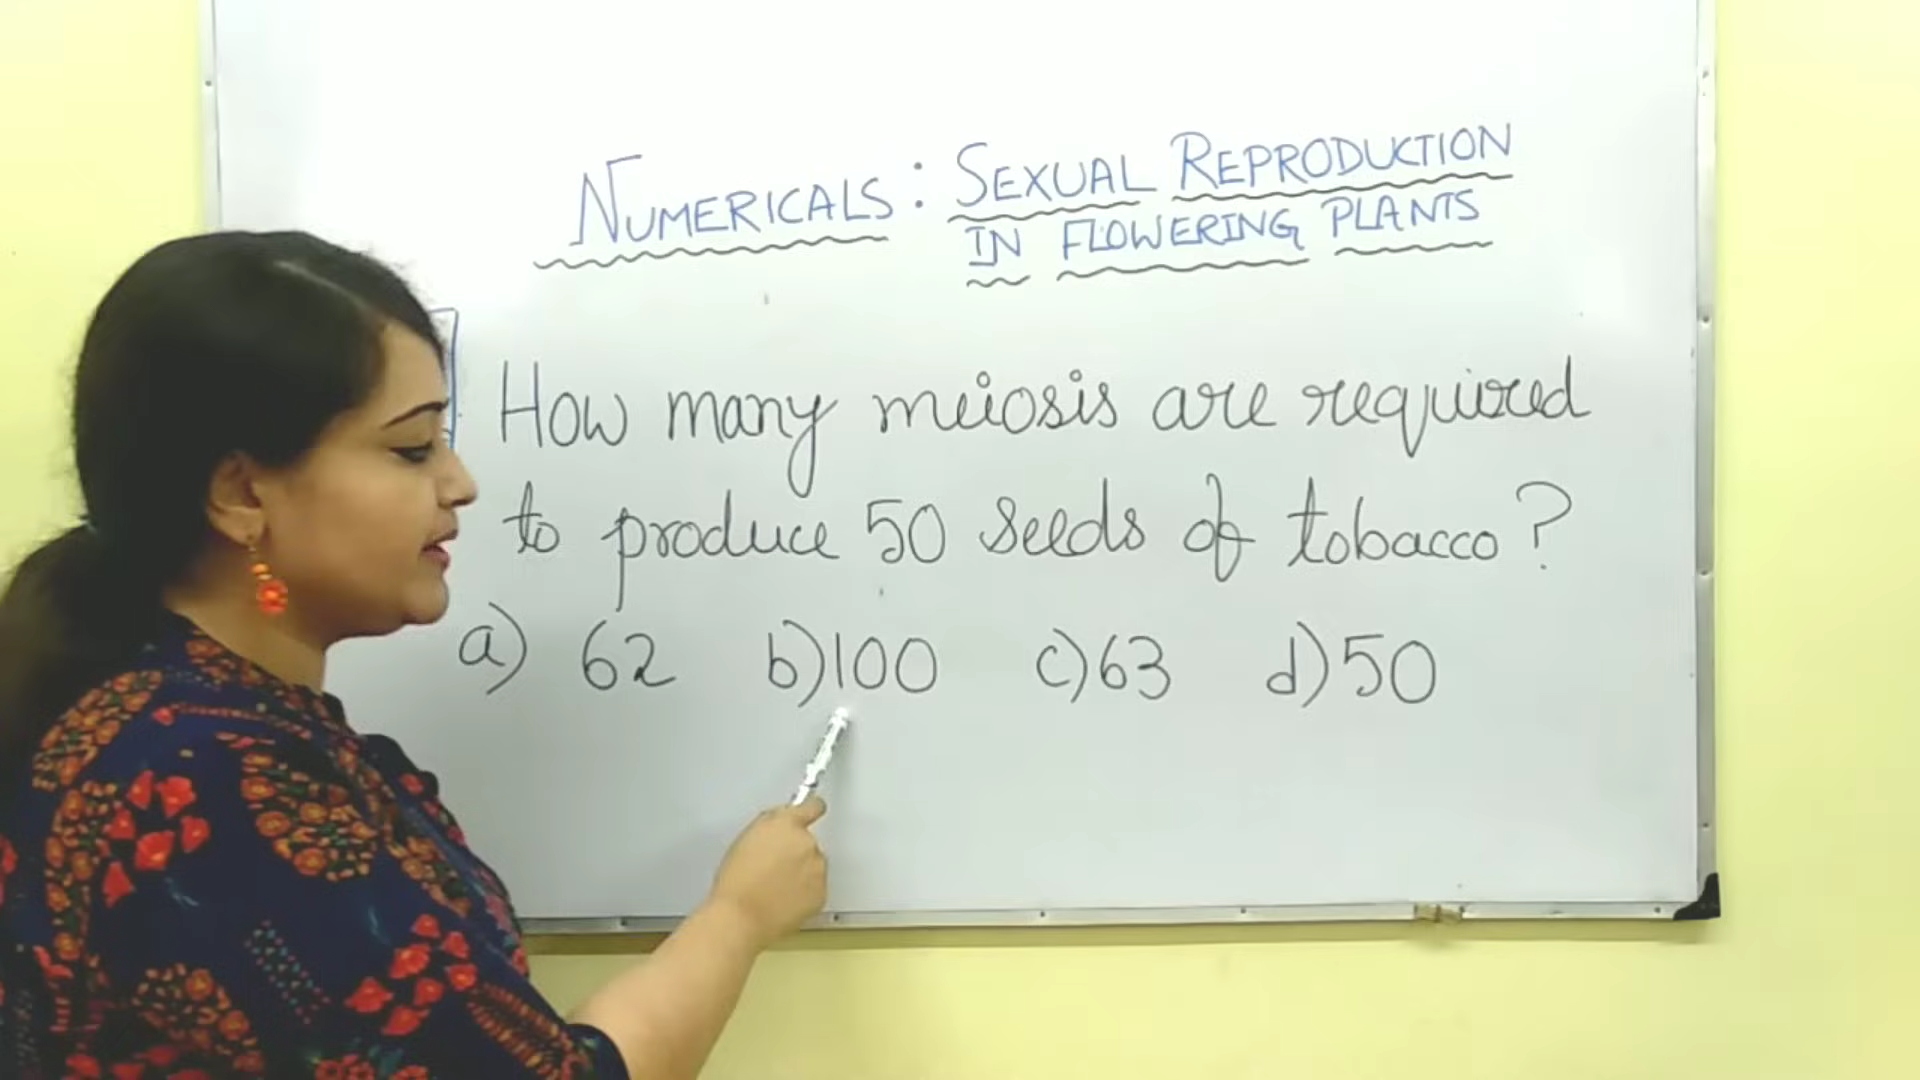 NUMERICALS: SEXUAL REPRODUCTION
IN FLOWERING PLANTS
How many meiosis are required
to produce 50 seeds of tobacco?
a) 62 b) 100 c) 63 d) 50